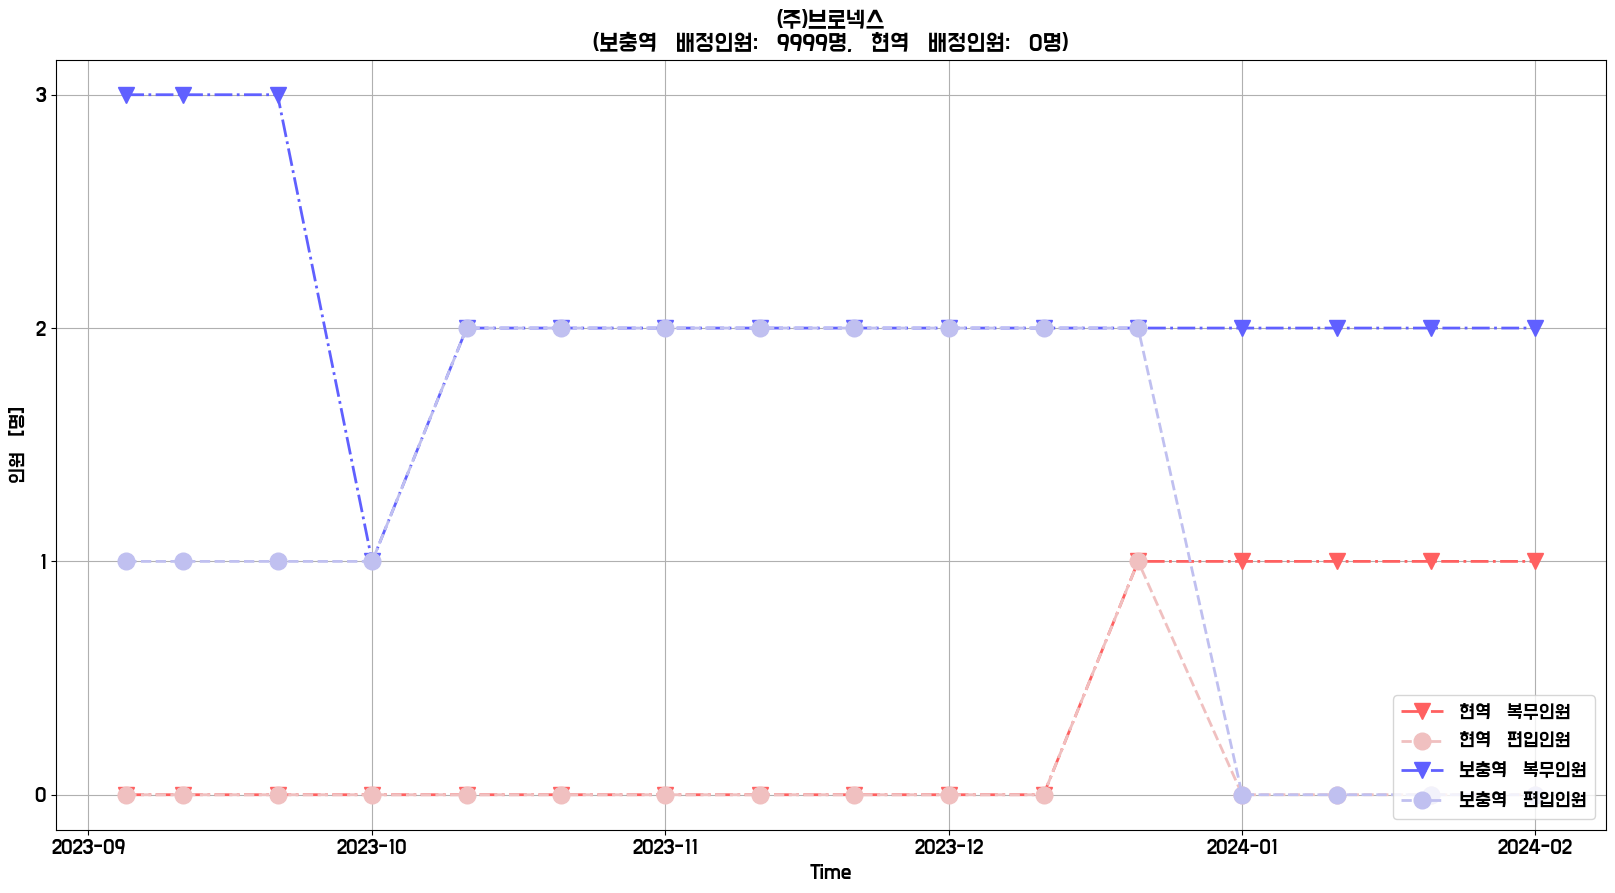 (주)브로넥스
(보충역 배정인원: 9999명, 현역 배정인원: 0명)
인원 [명]
3
2
1
0
2023-09
2023-10
2023-11
2023-12
2024-01
2024-02
Time
현역 복무인원
현역 편입인원
보충역 복무인원
보충역 편입인원